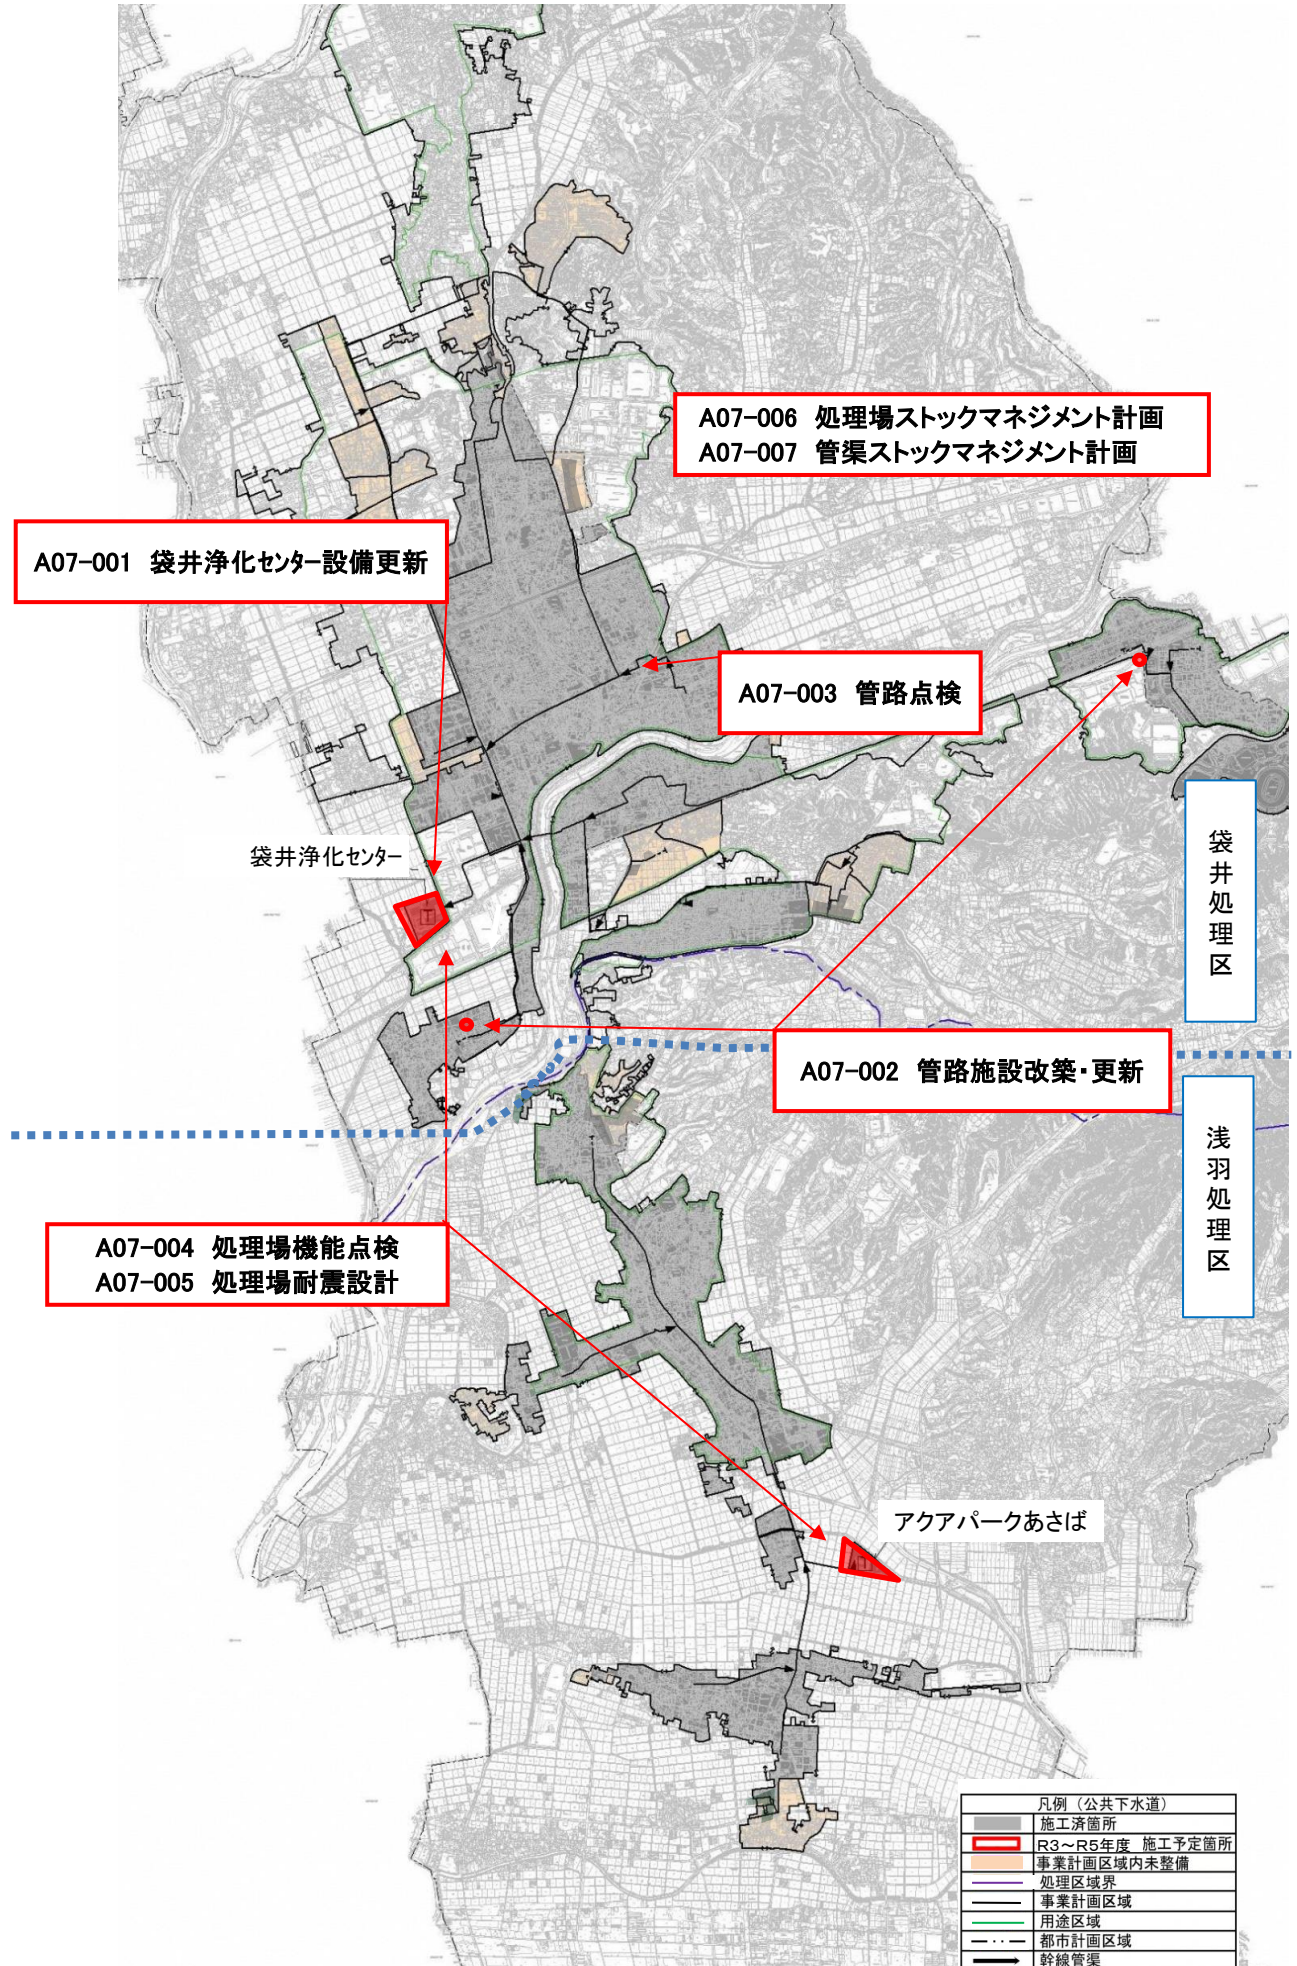 A07-006 処理場ストックマネジメント計画
A07-007 管渠ストックマネジメント計画
A07-001 袋井浄化センター設備更新
A07-003 管路点検
袋井浄化センター
袋井処理区
A07-002 管路施設改築・更新
浅羽処理区
A07-004 処理場機能点検
A07-005 処理場耐震設計
アクアパークあさば
凡例（公共下水道）
施工済箇所
R3～R5年度 施工予定箇所
事業計画区域内未整備
処理区域界
事業計画区域
用途区域
都市計画区域
幹線管渠